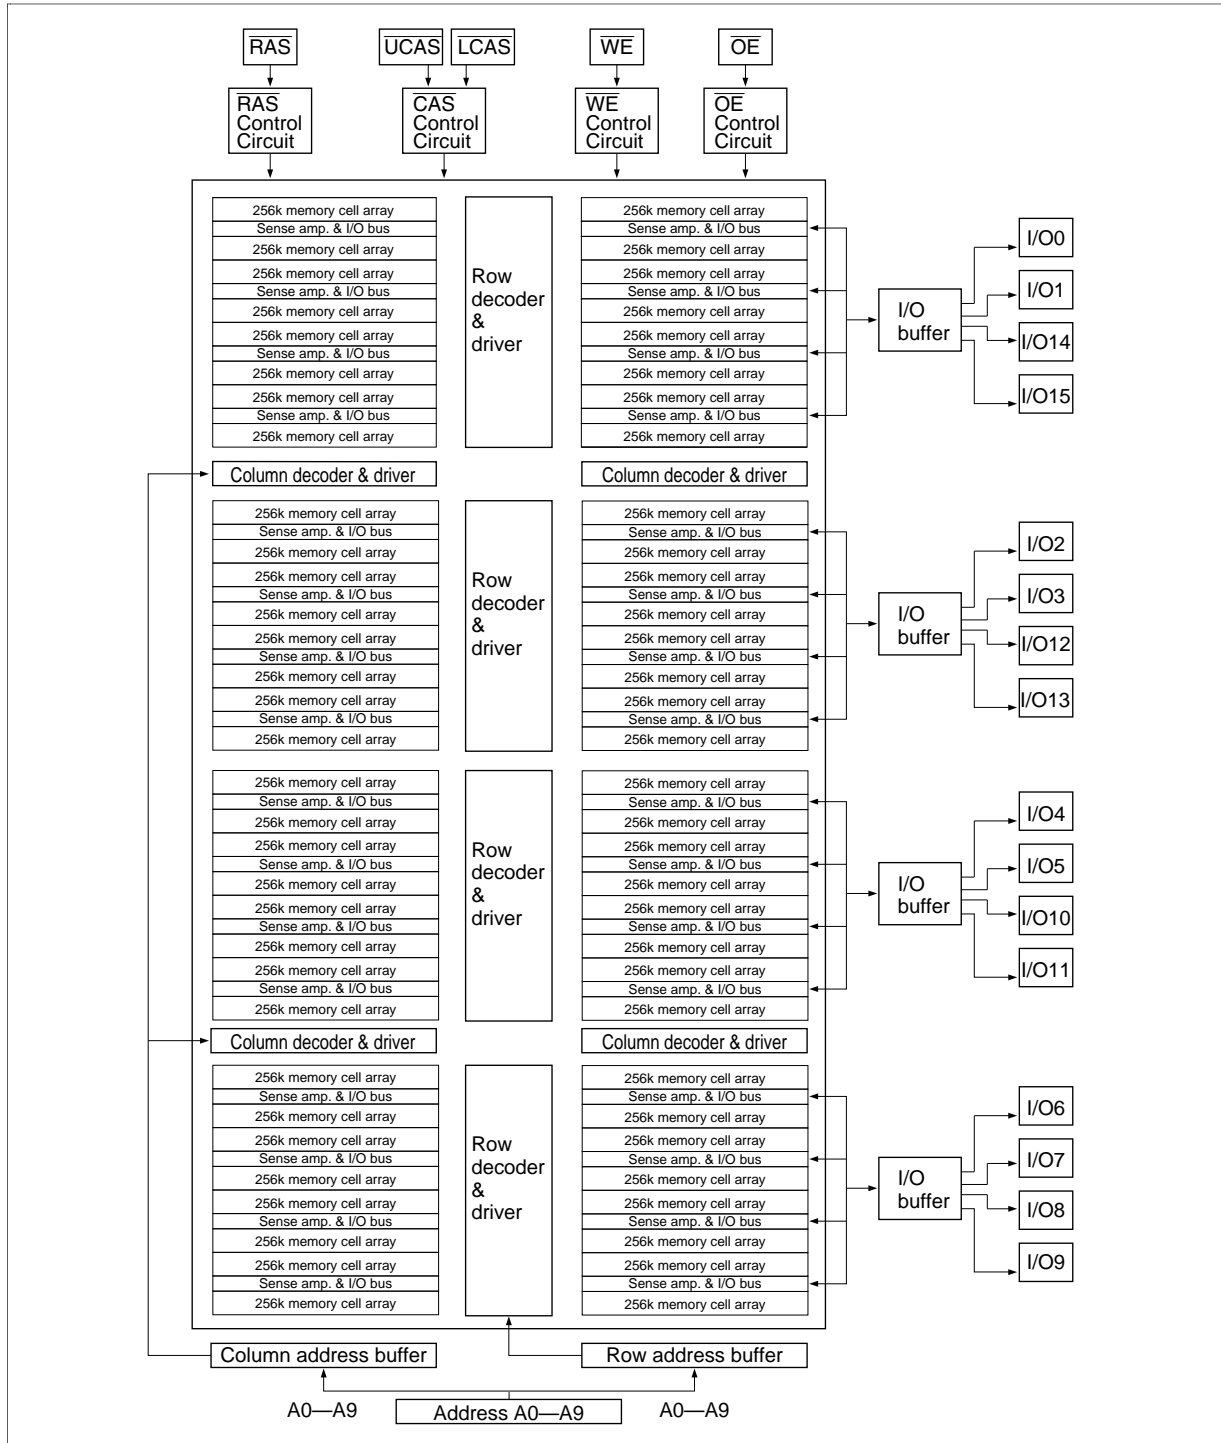 RAS UCAS LCAS WE OE
RAS Control Circuit
CAS Control Circuit
WE Control Circuit
OE Control Circuit
256k memory cell array
Sense amp. & I/O bus
256k memory cell array
256k memory cell array
Sense amp. & I/O bus
256k memory cell array
256k memory cell array
Sense amp. & I/O bus
256k memory cell array
256k memory cell array
Sense amp. & I/O bus
256k memory cell array
Row
decoder
&
driver
256k memory cell array
Sense amp. & I/O bus
256k memory cell array
256k memory cell array
Sense amp. & I/O bus
256k memory cell array
256k memory cell array
Sense amp. & I/O bus
256k memory cell array
256k memory cell array
Sense amp. & I/O bus
256k memory cell array
I/O
buffer
I/O0
I/O1
I/O14
I/O15
Column decoder & driver
Column decoder & driver
256k memory cell array
Sense amp. & I/O bus
256k memory cell array
256k memory cell array
Sense amp. & I/O bus
256k memory cell array
256k memory cell array
Sense amp. & I/O bus
256k memory cell array
256k memory cell array
Sense amp. & I/O bus
256k memory cell array
Row
decoder
&
driver
256k memory cell array
Sense amp. & I/O bus
256k memory cell array
256k memory cell array
Sense amp. & I/O bus
256k memory cell array
256k memory cell array
Sense amp. & I/O bus
256k memory cell array
256k memory cell array
Sense amp. & I/O bus
256k memory cell array
I/O
buffer
I/O2
I/O3
I/O12
I/O13
256k memory cell array
Sense amp. & I/O bus
256k memory cell array
256k memory cell array
Sense amp. & I/O bus
256k memory cell array
256k memory cell array
Sense amp. & I/O bus
256k memory cell array
256k memory cell array
Sense amp. & I/O bus
256k memory cell array
Row
decoder
&
driver
256k memory cell array
Sense amp. & I/O bus
256k memory cell array
256k memory cell array
Sense amp. & I/O bus
256k memory cell array
256k memory cell array
Sense amp. & I/O bus
256k memory cell array
256k memory cell array
Sense amp. & I/O bus
256k memory cell array
I/O
buffer
I/O4
I/O5
I/O10
I/O11
Column decoder & driver
Column decoder & driver
256k memory cell array
Sense amp. & I/O bus
256k memory cell array
256k memory cell array
Sense amp. & I/O bus
256k memory cell array
256k memory cell array
Sense amp. & I/O bus
256k memory cell array
256k memory cell array
Sense amp. & I/O bus
256k memory cell array
Row
decoder
&
driver
256k memory cell array
Sense amp. & I/O bus
256k memory cell array
256k memory cell array
Sense amp. & I/O bus
256k memory cell array
256k memory cell array
Sense amp. & I/O bus
256k memory cell array
256k memory cell array
Sense amp. & I/O bus
256k memory cell array
I/O
buffer
I/O6
I/O7
I/O8
I/O9
Column address buffer
Row address buffer
A0—A9
Address A0—A9
A0—A9